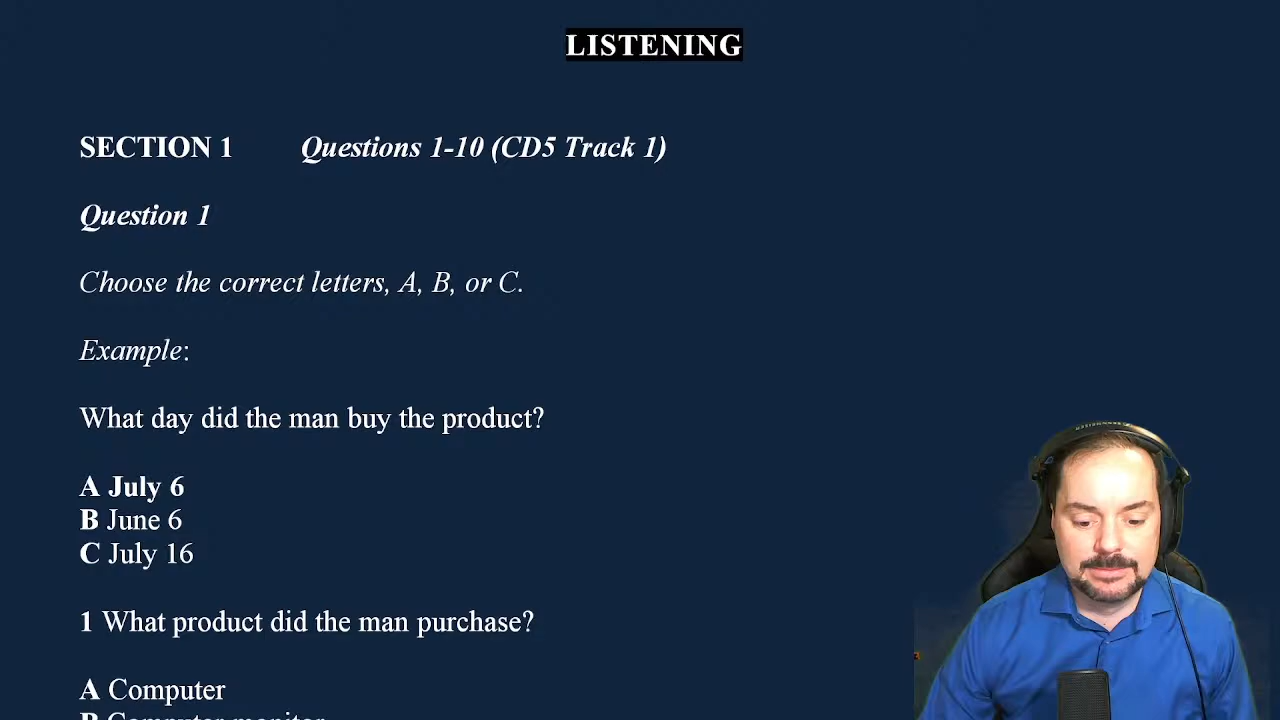 LISTENING
SECTION 1 Questions 1-10 (CD5 Track 1)
Question 1
Choose the correct letters, A, B, or C.
Example:
What day did the man buy the product?
A July 6
B June 6
C July 16
1 What product did the man purchase?
A Computer
B Computer monitor